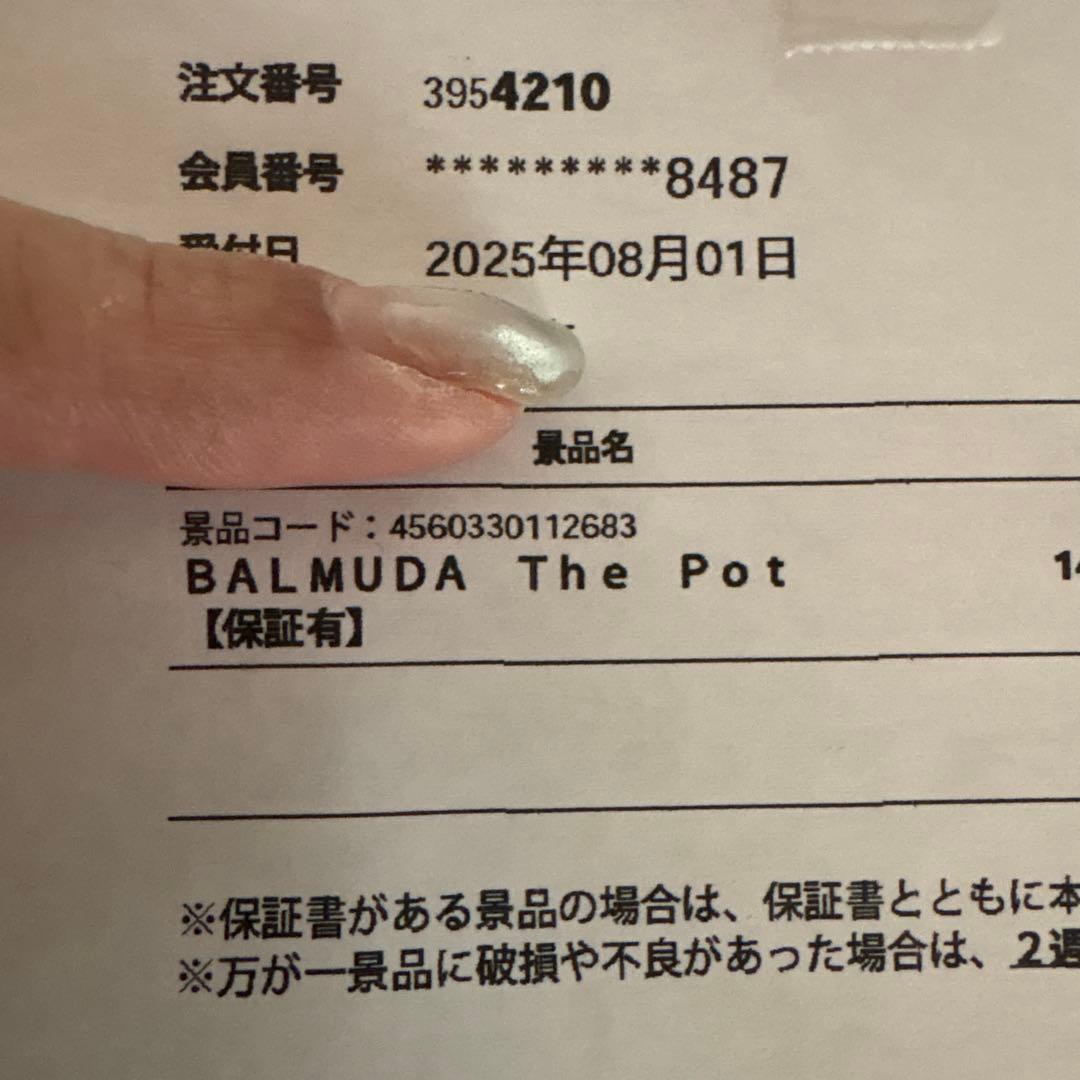 注文番号 3954210
会員番号 *********8487
受付日 2025年08月01日
景品名
景品コード：4560330112683
BALMUDA The Pot 14
【保証有】
※保証書がある景品の場合は、保証書とともに本
※万が一景品に破損や不良があった場合は、2週